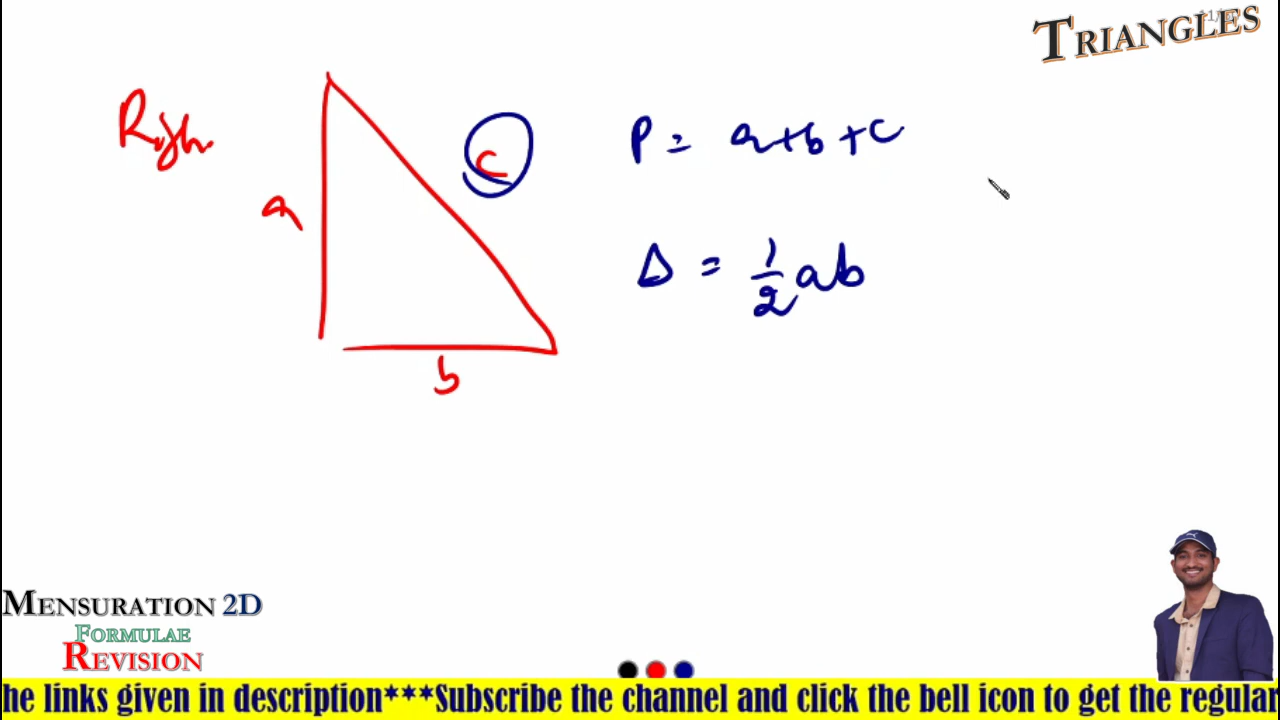 TRIANGLES
Righ
a
c
b
P = a+b+c
Δ = 1/2 ab
MENSURATION 2D
FORMULAE
REVISION
he links given in description***Subscribe the channel and click the bell icon to get the regular